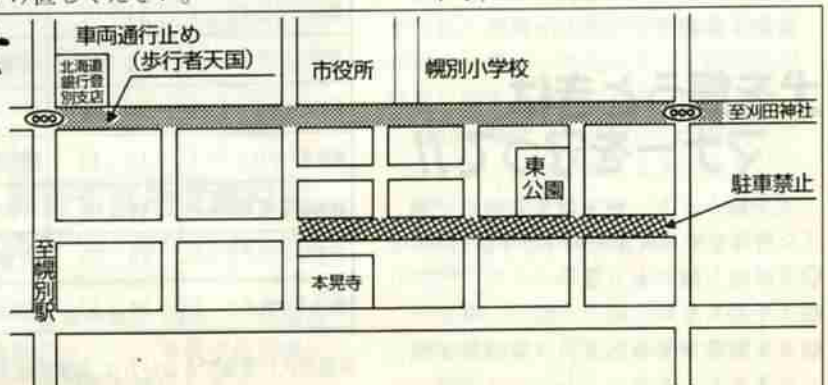 車両通行止め
（歩行者天国）
北海道
銀行登
別支店
市役所
幌別小学校
至刈田神社
東
公園
駐車禁止
至幌別駅
本晃寺